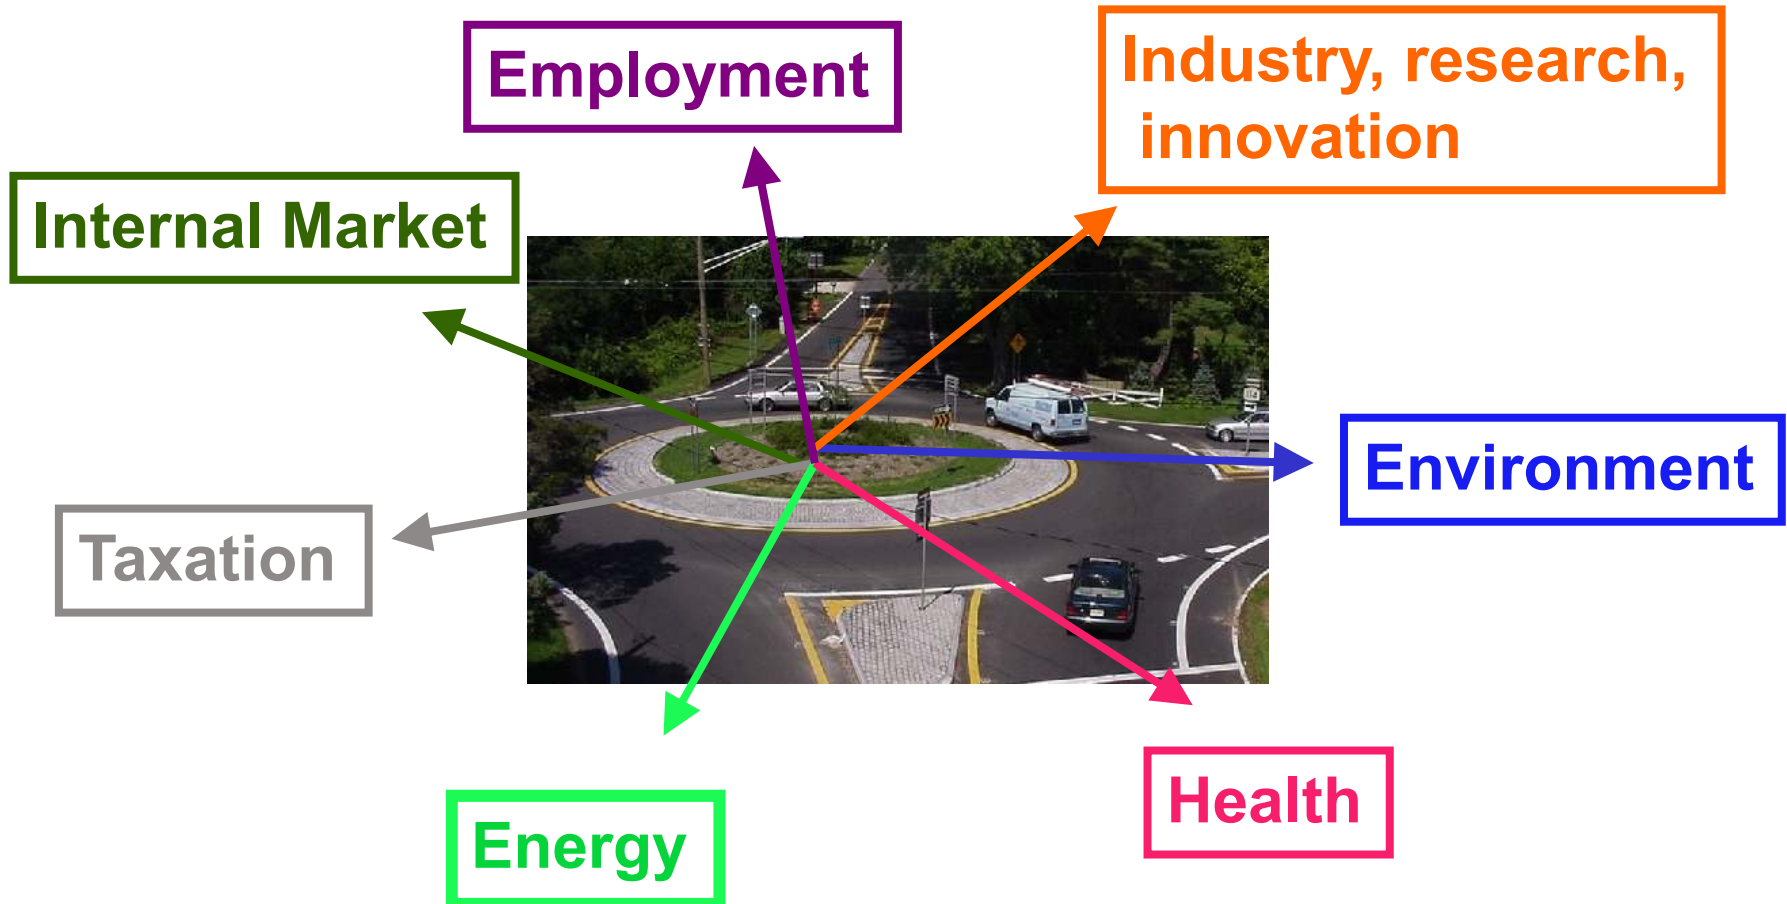 Employment
Industry, research,
innovation
Internal Market
Environment
Taxation
Health
Energy